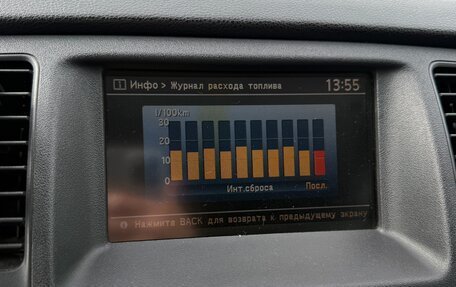 Инфо > Журнал расхода топлива 13:55
l/100km
30
20
10
0
Инт.сброса Посл.
Нажмите BACK для возврата к предыдущему экрану